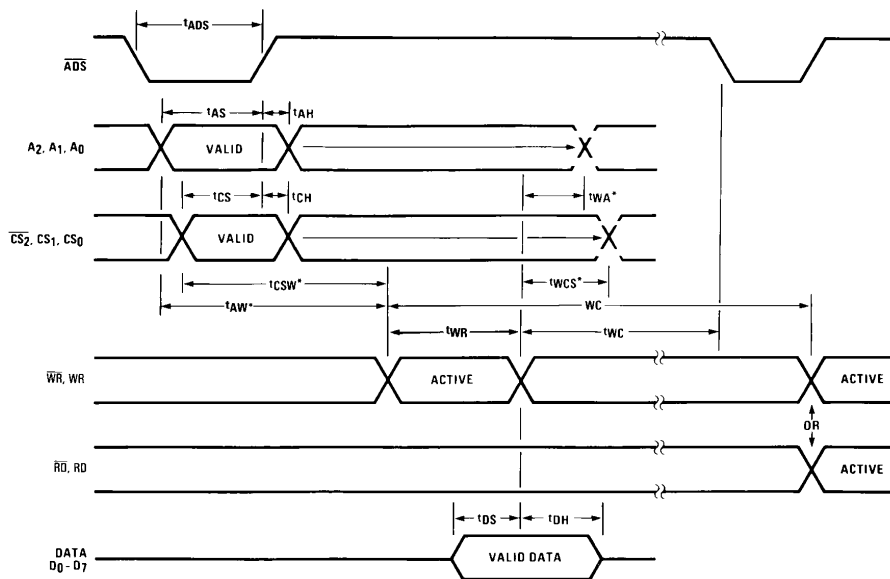 tADS
ADS
tAS tAH
A2, A1, A0 VALID
tCS tCH tWA*
CS2, CS1, CS0 VALID
tCSW* tWCS*
tAW* WC
tWR tWC
WR, WR ACTIVE ACTIVE
OR
RD, RD ACTIVE
tDS tDH
DATA
D0-D7 VALID DATA